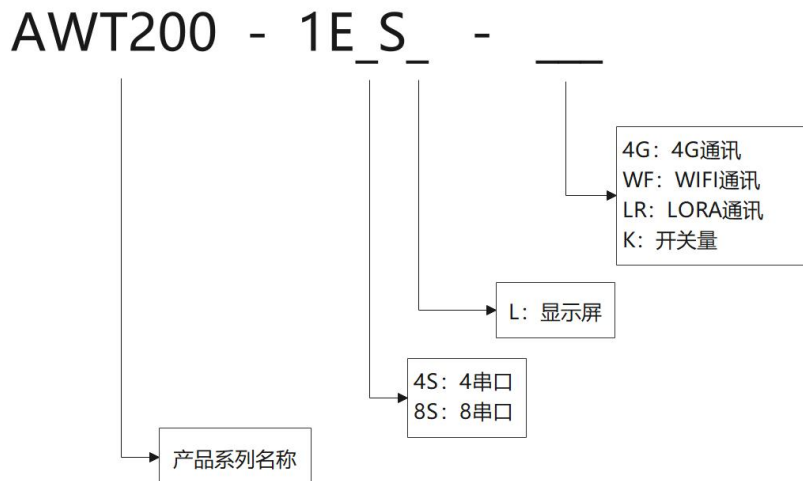 AWT200 - 1E_S_ - ___
4G：4G通讯
WF：WIFI通讯
LR：LORA通讯
K：开关量
L：显示屏
4S：4串口
8S：8串口
产品系列名称